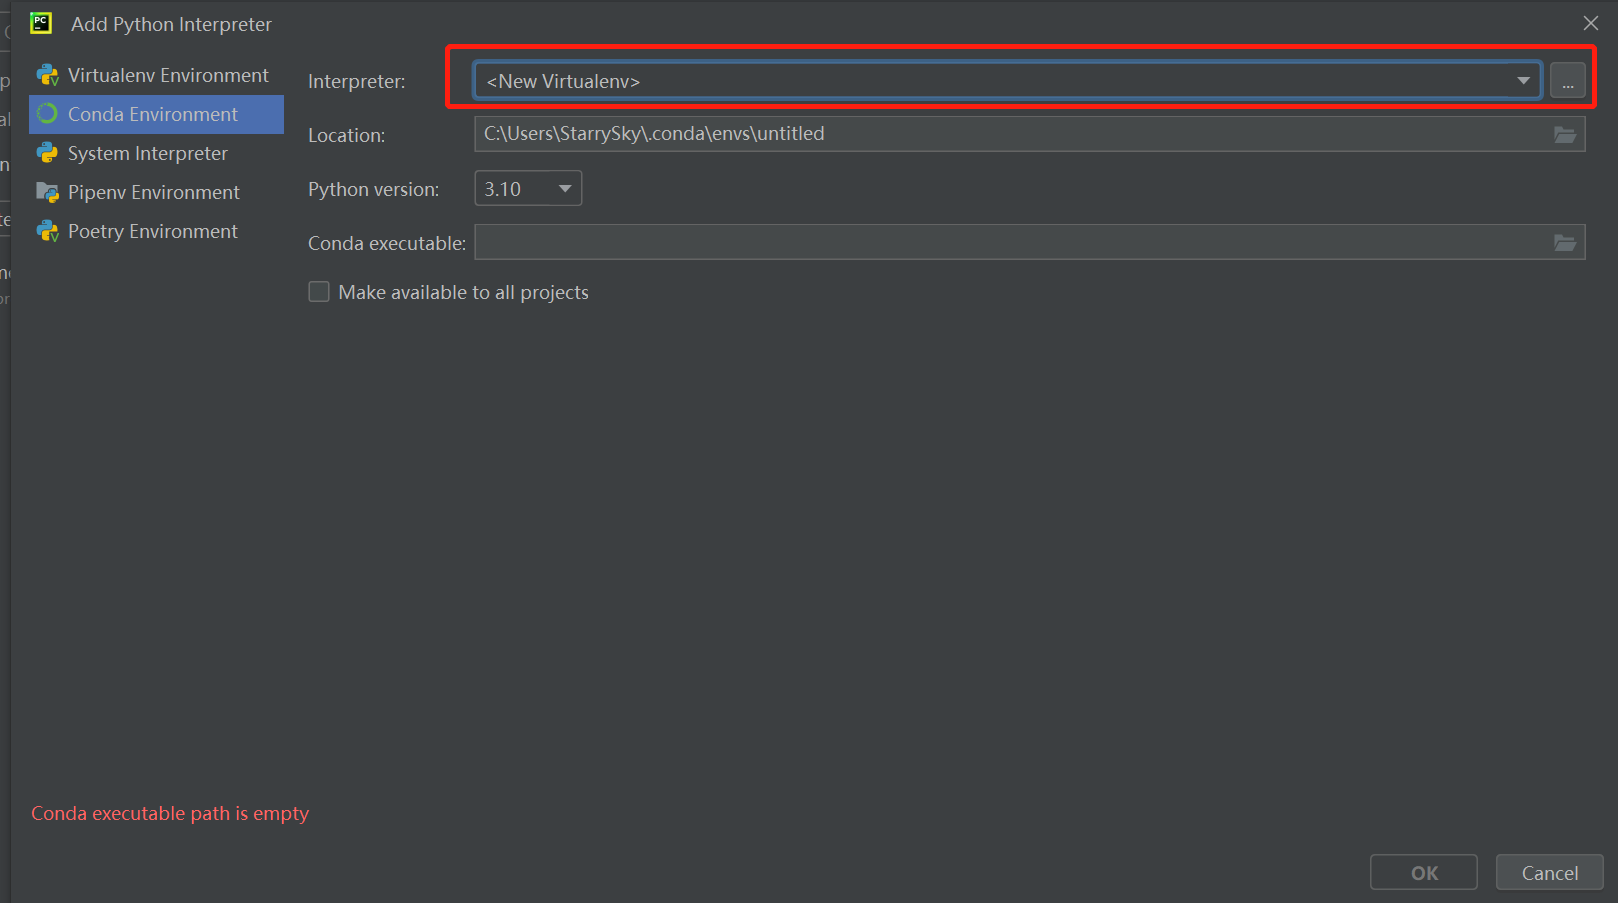 PC Add Python Interpreter
Virtualenv Environment
Conda Environment
System Interpreter
Pipenv Environment
Poetry Environment
Interpreter: <New Virtualenv> ...
Location: C:\Users\StarrySky\.conda\envs\untitled
Python version: 3.10
Conda executable:
Make available to all projects
Conda executable path is empty
OK Cancel